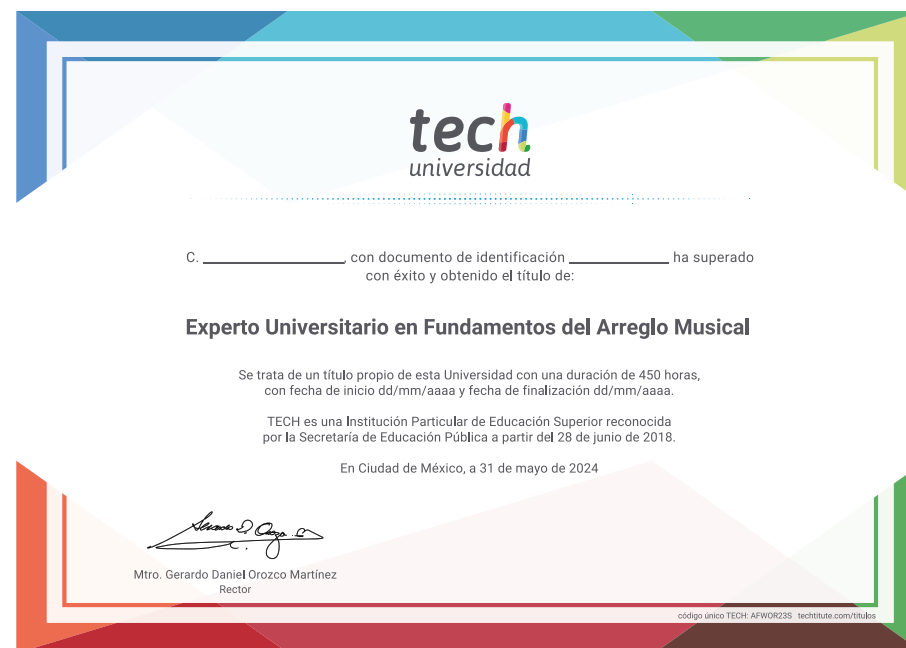 tech
universidad
C. ____________, con documento de identificación ____________ ha superado
con éxito y obtenido el título de:
Experto Universitario en Fundamentos del Arreglo Musical
Se trata de un título propio de esta Universidad con una duración de 450 horas,
con fecha de inicio dd/mm/aaaa y fecha de finalización dd/mm/aaaa.
TECH es una Institución Particular de Educación Superior reconocida
por la Secretaría de Educación Pública a partir del 28 de junio de 2018.
En Ciudad de México, a 31 de mayo de 2024
Mtro. Gerardo Daniel Orozco Martínez
Rector
código único TECH: AFWOR23S techtitute.com/titulos